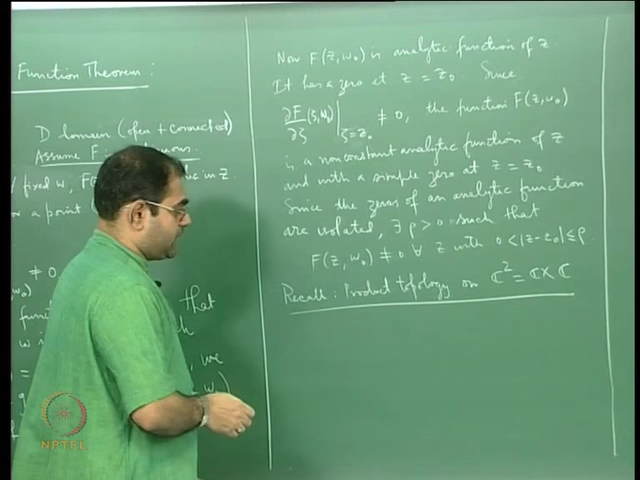 Function Theorem:
D domain (open + connected)
Assume F: continuous.
fixed w, F(
in z.
a point
≠ 0
that
w
we
Now F(z, w₀) is analytic function of z.
It has a zero at z = z₀. Since
∂F/∂ζ (ζ, w₀)|ζ=z₀ ≠ 0, the function F(z, w₀)
is a nonconstant analytic function of z
and with a simple zero at z = z₀
Since the zeros of an analytic function
are isolated, ∃ ρ > 0 such that
F(z, w₀) ≠ 0 ∀ z with 0 < |z - z₀| ≤ ρ
Recall: Product topology on ℂ² = ℂ × ℂ
NPTEL